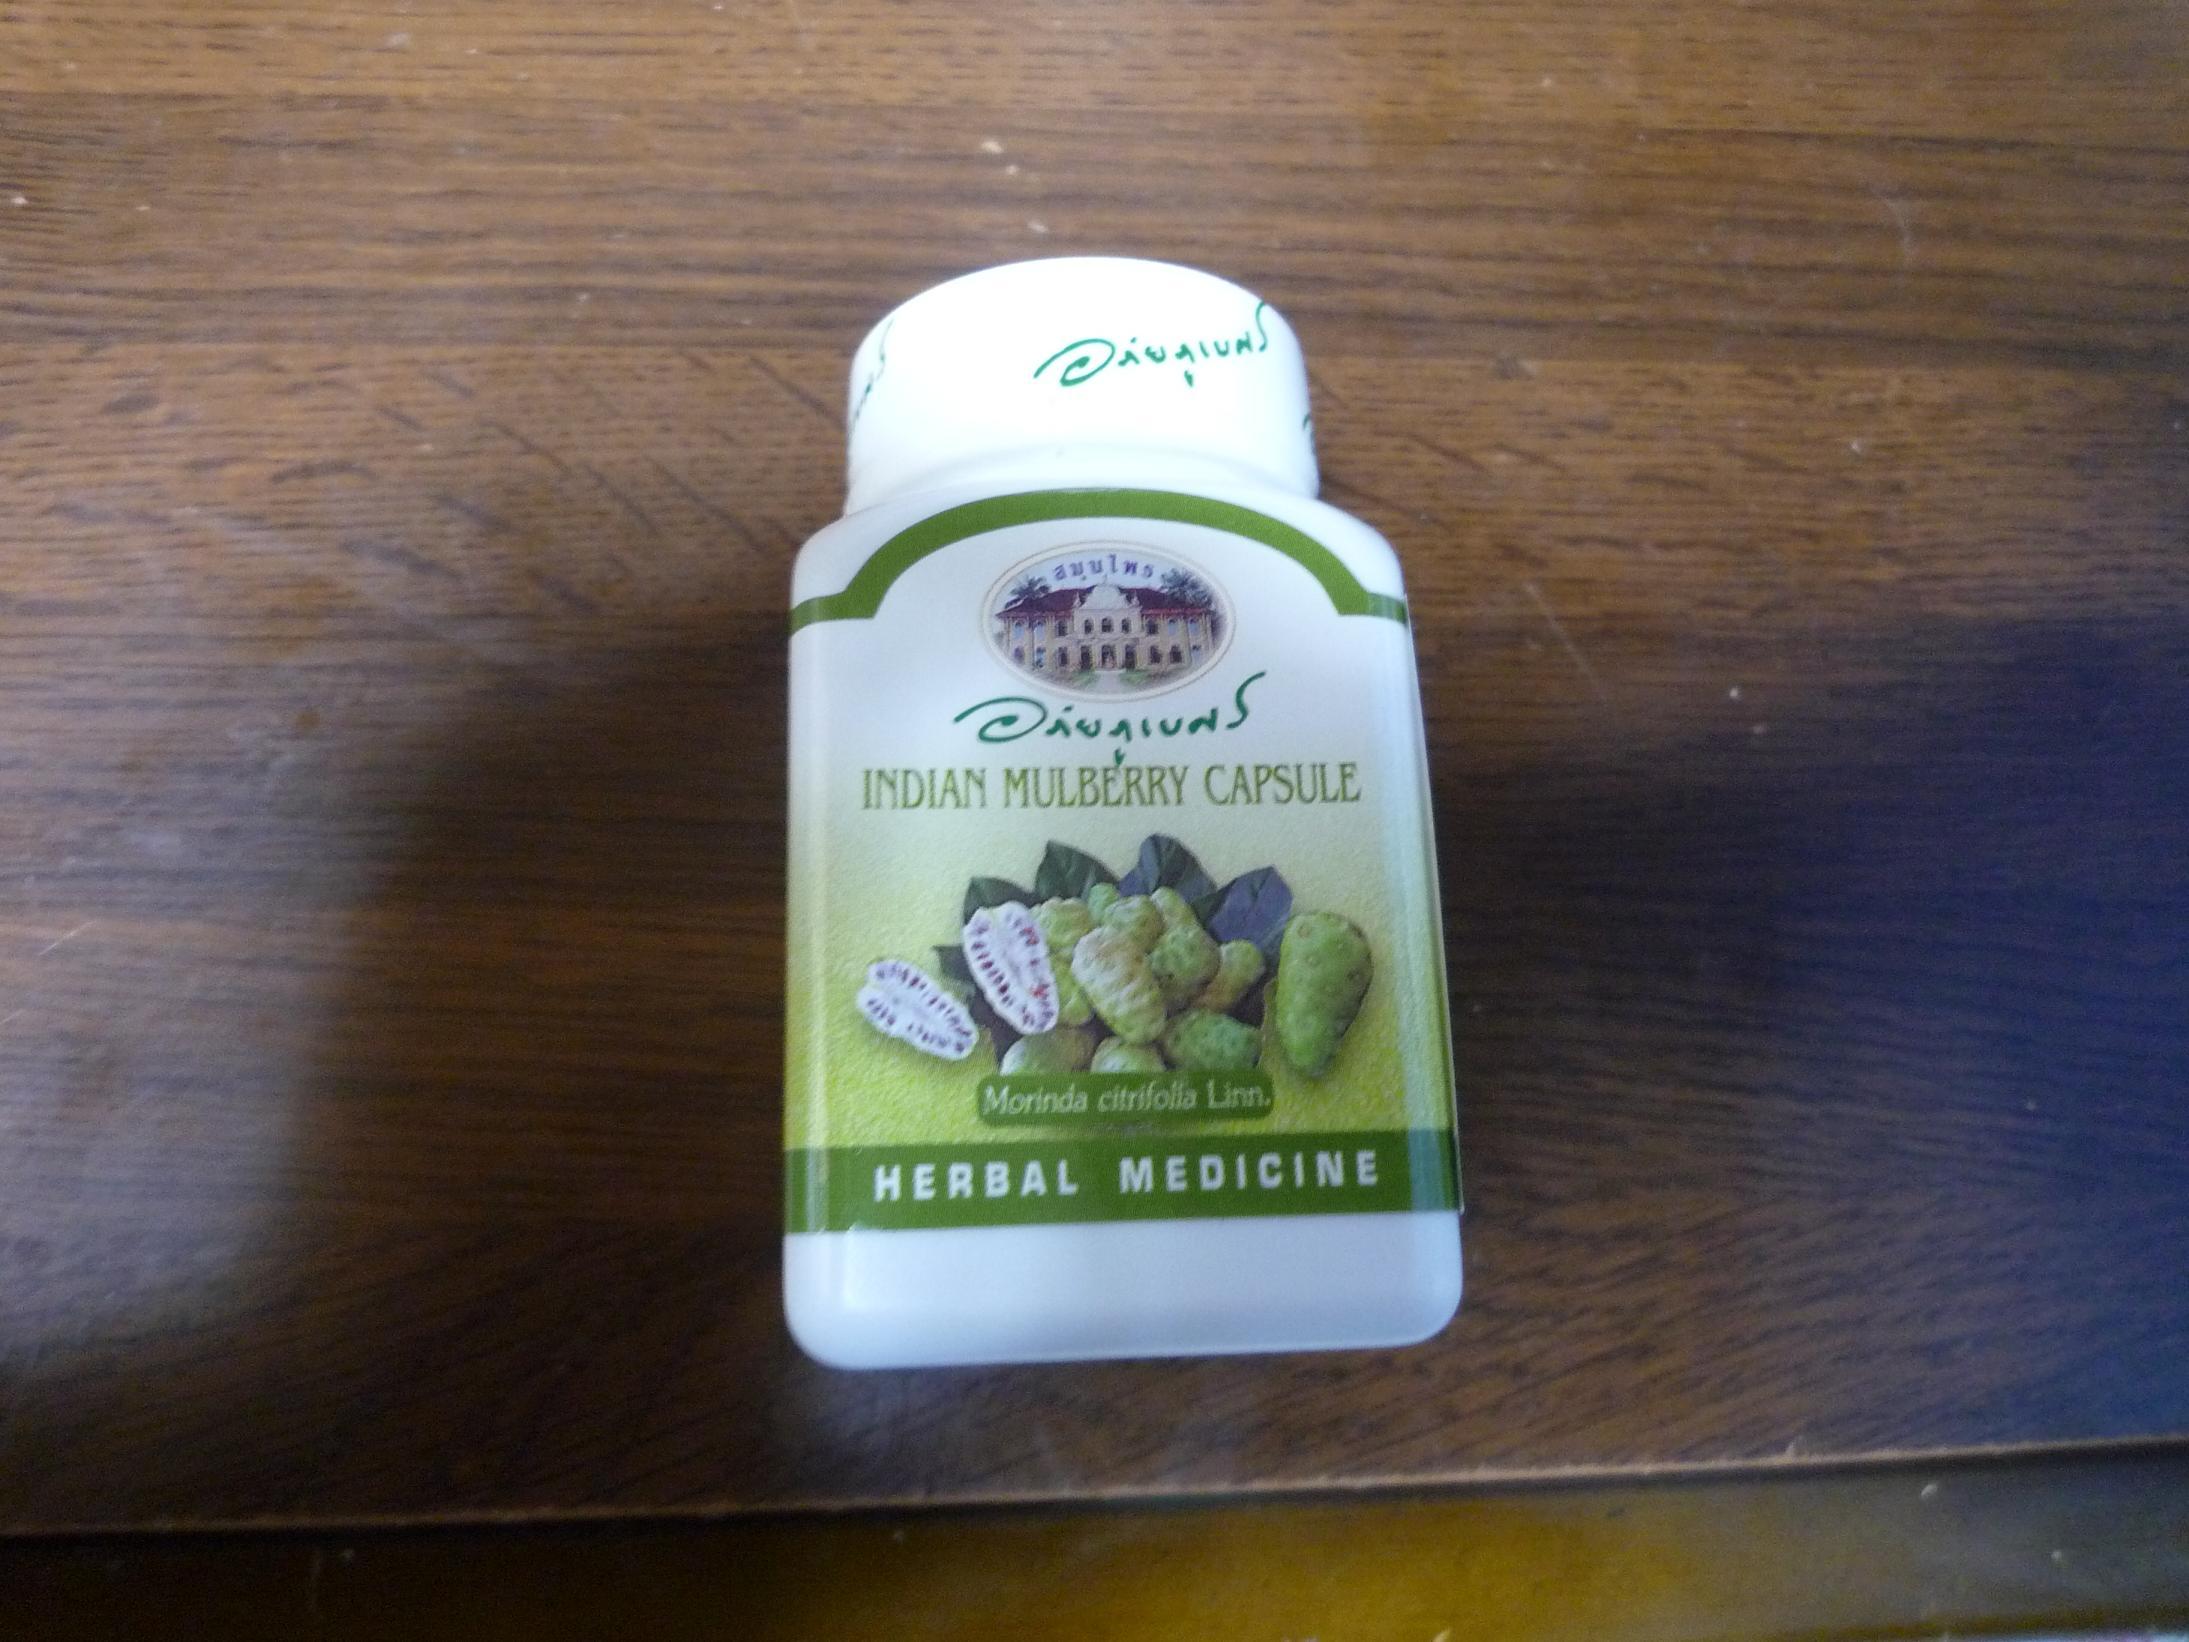 อภัยภูเบศร
สมุนไพร
อภัยภูเบศร
INDIAN MULBERRY CAPSULE
Morinda citrifolia Linn.
HERBAL MEDICINE